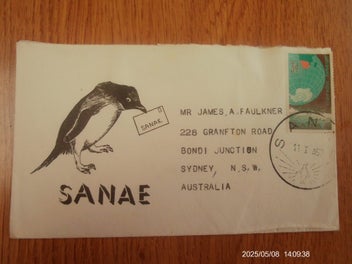 SANAE
SANAE
MR JAMES.A.FAULKNER
228 GRANFTON ROAD
BONDI JUNCTION
SYDNEY, N.S.W.
AUSTRALIA
2025/05/08 14:09:38